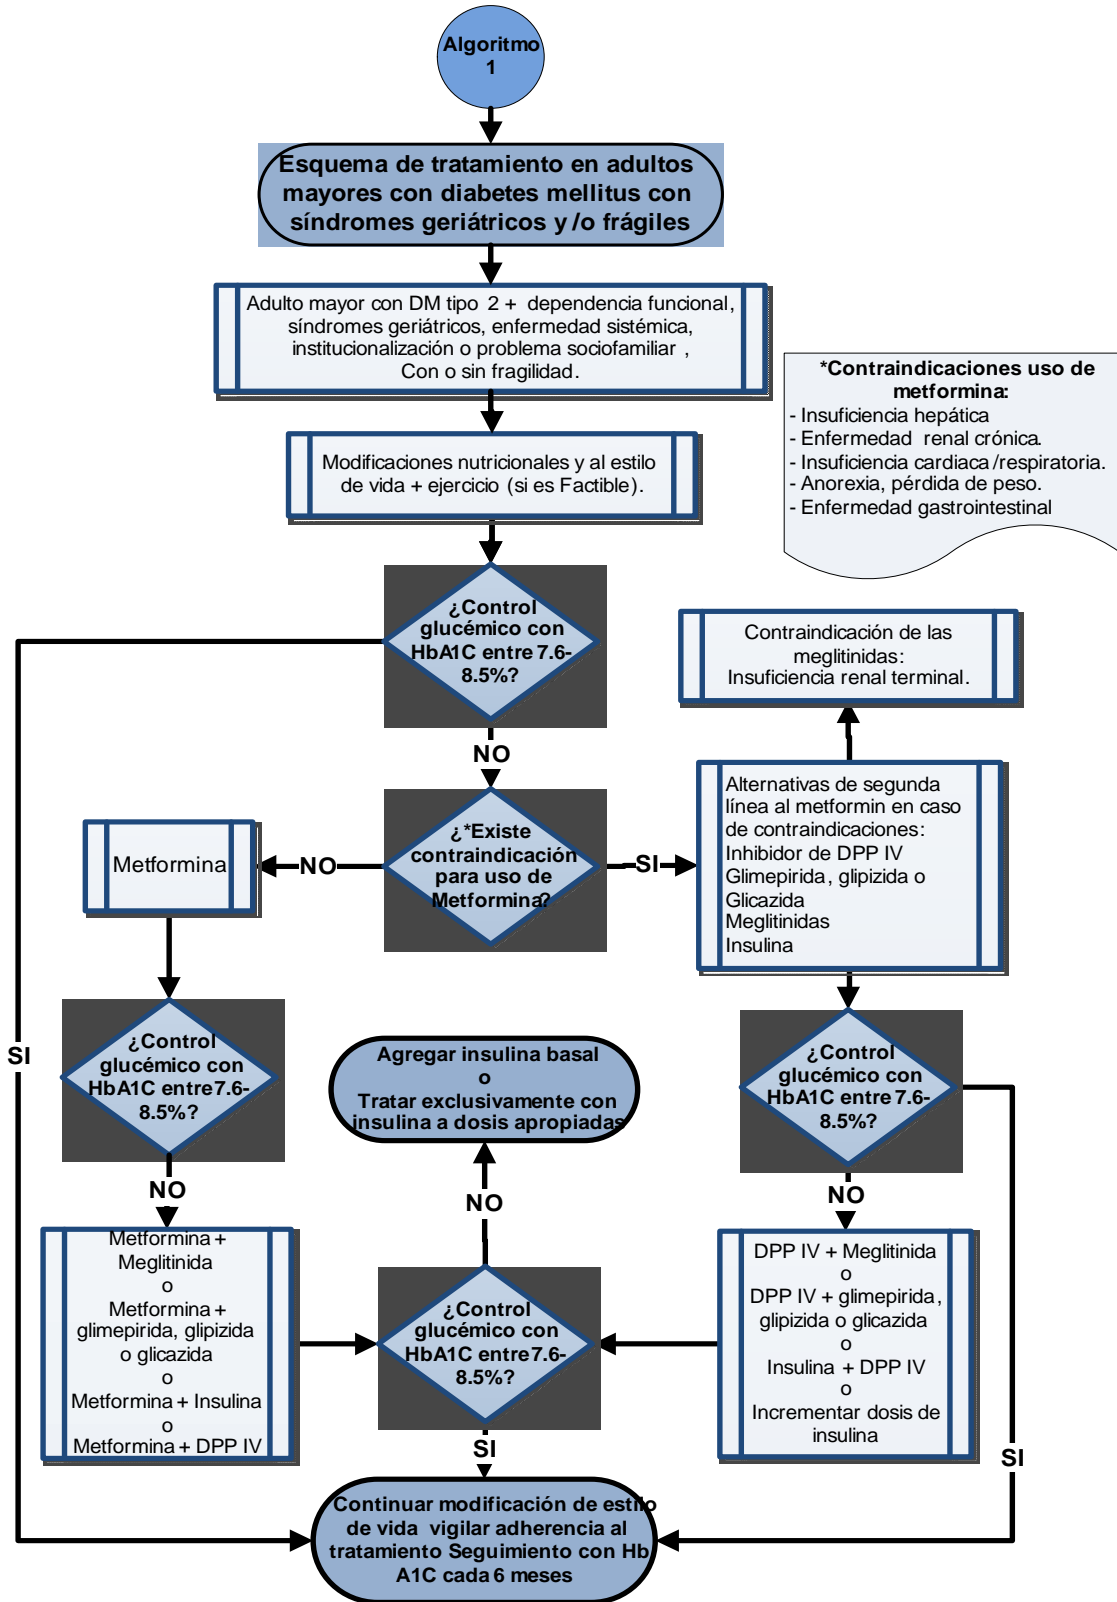 Algoritmo
1
Esquema de tratamiento en adultos
mayores con diabetes mellitus con
síndromes geriátricos y /o frágiles
Adulto mayor con DM tipo 2 + dependencia funcional,
síndromes geriátricos, enfermedad sistémica,
institucionalización o problema sociofamiliar ,
Con o sin fragilidad.
*Contraindicaciones uso de
metformina:
- Insuficiencia hepática
- Enfermedad renal crónica.
- Insuficiencia cardiaca /respiratoria.
- Anorexia, pérdida de peso.
- Enfermedad gastrointestinal
Modificaciones nutricionales y al estilo
de vida + ejercicio (si es Factible).
¿Control
glucémico con
HbA1C entre 7.6-
8.5%?
Contraindicación de las
meglitinidas:
Insuficiencia renal terminal.
NO
Alternativas de segunda
línea al metformin en caso
de contraindicaciones:
Inhibidor de DPP IV
Glimepirida, glipizida o
Glicazida
Meglitinidas
Insulina
¿*Existe
contraindicación
para uso de
Metformina?
NO
SI
Metformina
SI
¿Control
glucémico con
HbA1C entre 7.6-
8.5%?
Agregar insulina basal
o
Tratar exclusivamente con
insulina a dosis apropiadas
¿Control
glucémico con
HbA1C entre 7.6-
8.5%?
NO
NO
NO
Metformina +
Meglitinida
o
Metformina +
glimepirida, glipizida
o glicazida
o
Metformina + Insulina
o
Metformina + DPP IV
¿Control
glucémico con
HbA1C entre 7.6-
8.5%?
DPP IV + Meglitinida
o
DPP IV + glimepirida,
glipizida o glicazida
o
Insulina + DPP IV
o
Incrementar dosis de
insulina
SI
SI
Continuar modificación de estilo
de vida vigilar adherencia al
tratamiento Seguimiento con Hb
A1C cada 6 meses